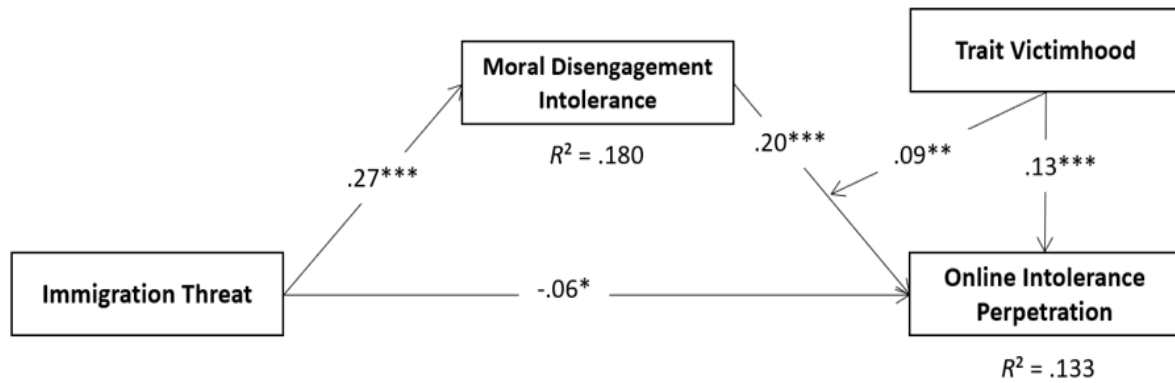 Moral Disengagement
Intolerance
R² = .180
Trait Victimhood
.27***
.20***
.09**
.13***
Immigration Threat
-.06*
Online Intolerance
Perpetration
R² = .133